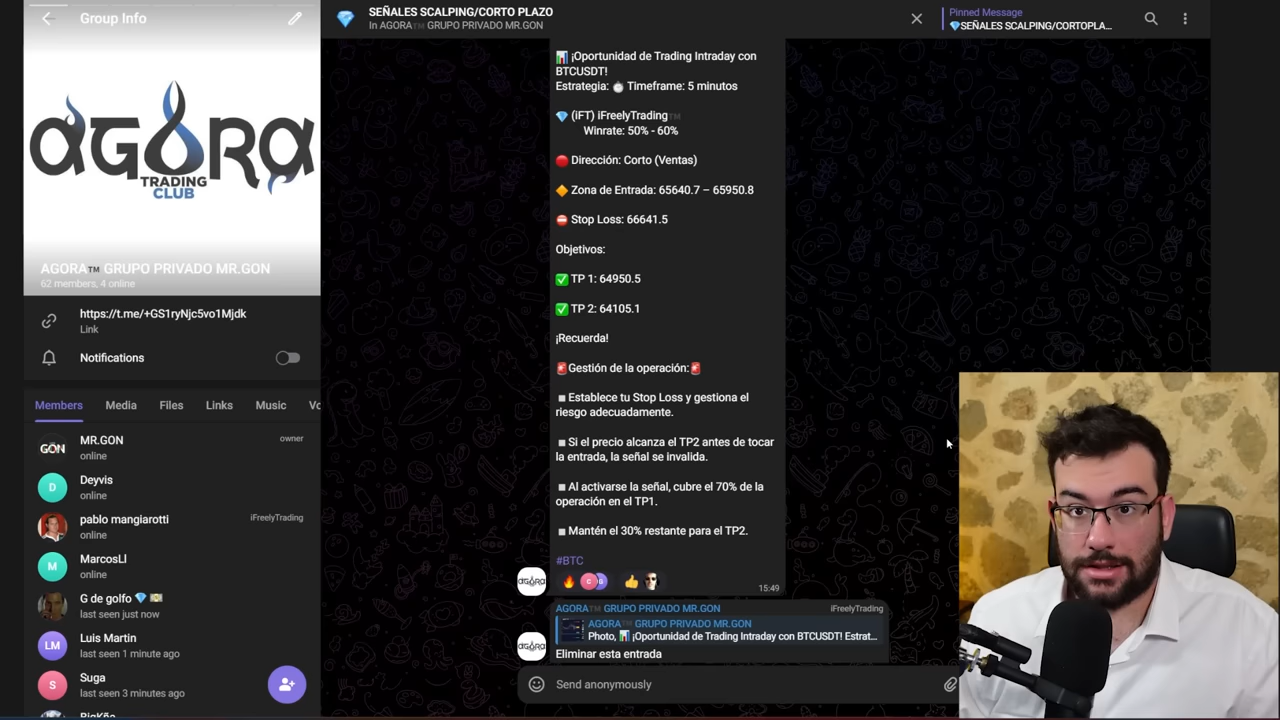 Group Info
agora
TRADING
CLUB
AGORA™ GRUPO PRIVADO MR.GON
62 members, 4 online
https://t.me/+GS1ryNjc5vo1Mjdk
Link
Notifications
Members Media Files Links Music Vo
MR.GON owner
GON
online
D
Deyvis
online
pablo mangiarotti iFreelyTrading
online
M
MarcosLl
online
G de golfo 💎
last seen just now
LM
Luis Martin
last seen 1 minute ago
S
Suga
last seen 3 minutes ago
SEÑALES SCALPING/CORTO PLAZO
In AGORA™ GRUPO PRIVADO MR.GON
Pinned Message
💎SEÑALES SCALPING/CORTOPLA...
📊 ¡Oportunidad de Trading Intraday con
BTCUSDT!
Estrategia: ⏱ Timeframe: 5 minutos
💎 (iFT) iFreelyTrading™
Winrate: 50% - 60%
🔴 Dirección: Corto (Ventas)
🔶 Zona de Entrada: 65640.7 – 65950.8
⛔ Stop Loss: 66641.5
Objetivos:
✅ TP 1: 64950.5
✅ TP 2: 64105.1
¡Recuerda!
🚨Gestión de la operación:🚨
◽Establece tu Stop Loss y gestiona el
riesgo adecuadamente.
◽Si el precio alcanza el TP2 antes de tocar
la entrada, la señal se invalida.
◽Al activarse la señal, cubre el 70% de la
operación en el TP1.
◽Mantén el 30% restante para el TP2.
#BTC
15:49
AGORA™ GRUPO PRIVADO MR.GON iFreelyTrading
AGORA™ GRUPO PRIVADO MR.GON
Photo, 📊 ¡Oportunidad de Trading Intraday con BTCUSDT! Estrat...
Eliminar esta entrada
Send anonymously